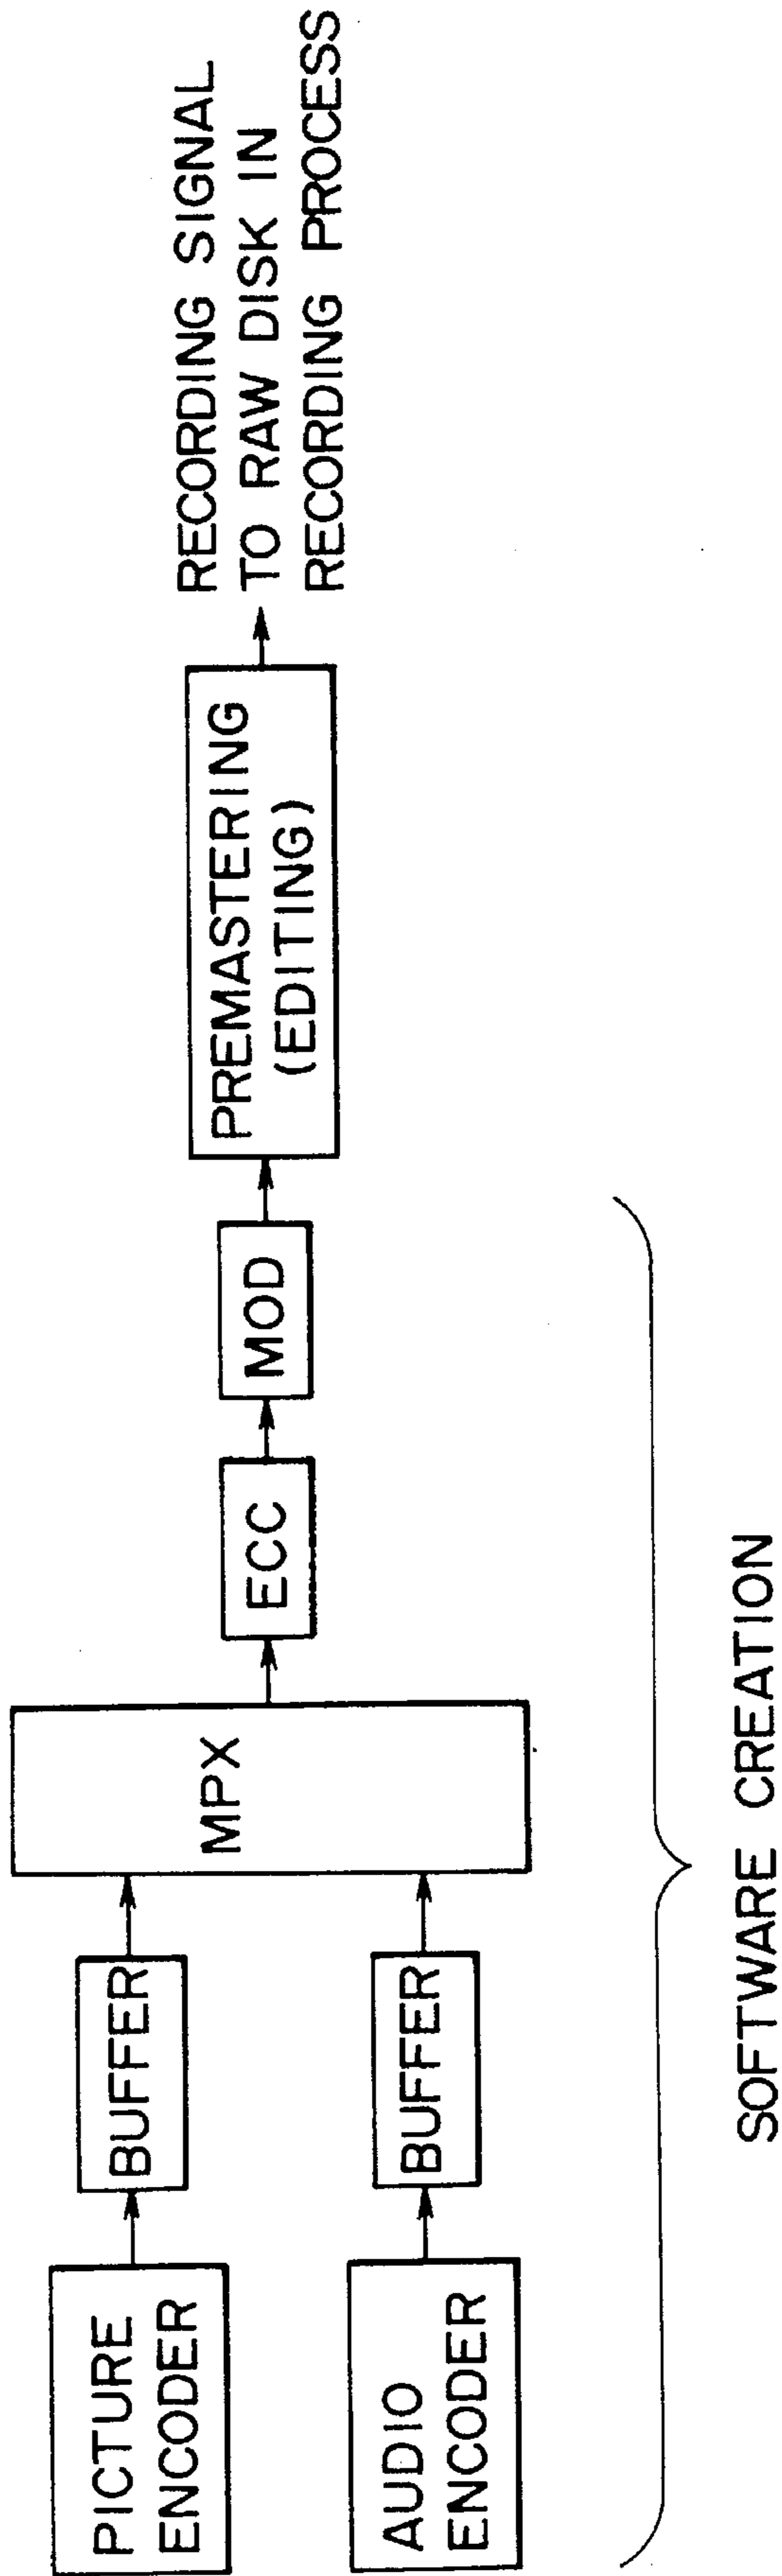 PICTURE
ENCODER
BUFFER
AUDIO
ENCODER
BUFFER
MPX
ECC
MOD
PREMASTERING
(EDITING)
RECORDING SIGNAL
TO RAW DISK IN
RECORDING PROCESS
SOFTWARE CREATION